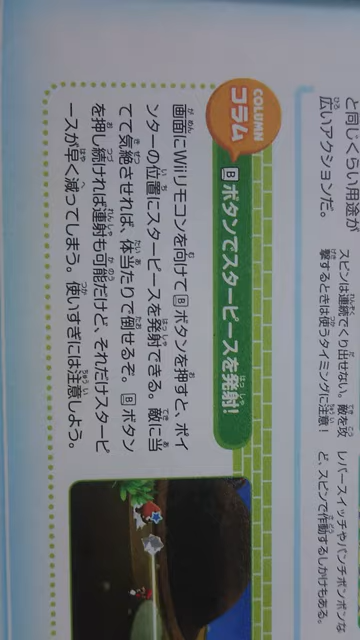 と同じくらい用途が
広いアクションだ。
スピンは連続でくり出せない。敵を攻
撃するときは使うタイミングに注意！
レバースイッチやパンチボンボンな
ど、スピンで作動するしかけもある。
COLUMN
コラム
Bボタンでスターピースを発射!
画面にWiiリモコンを向けてBボタンを押すと、ポイ
ンターの位置にスターピースを発射できる。敵に当
てて気絶させれば、体当たりで倒せるぞ。Bボタン
を押し続ければ連射も可能だけど、それだけスターピ
ースが早く減ってしまう。使いすぎには注意しよう。